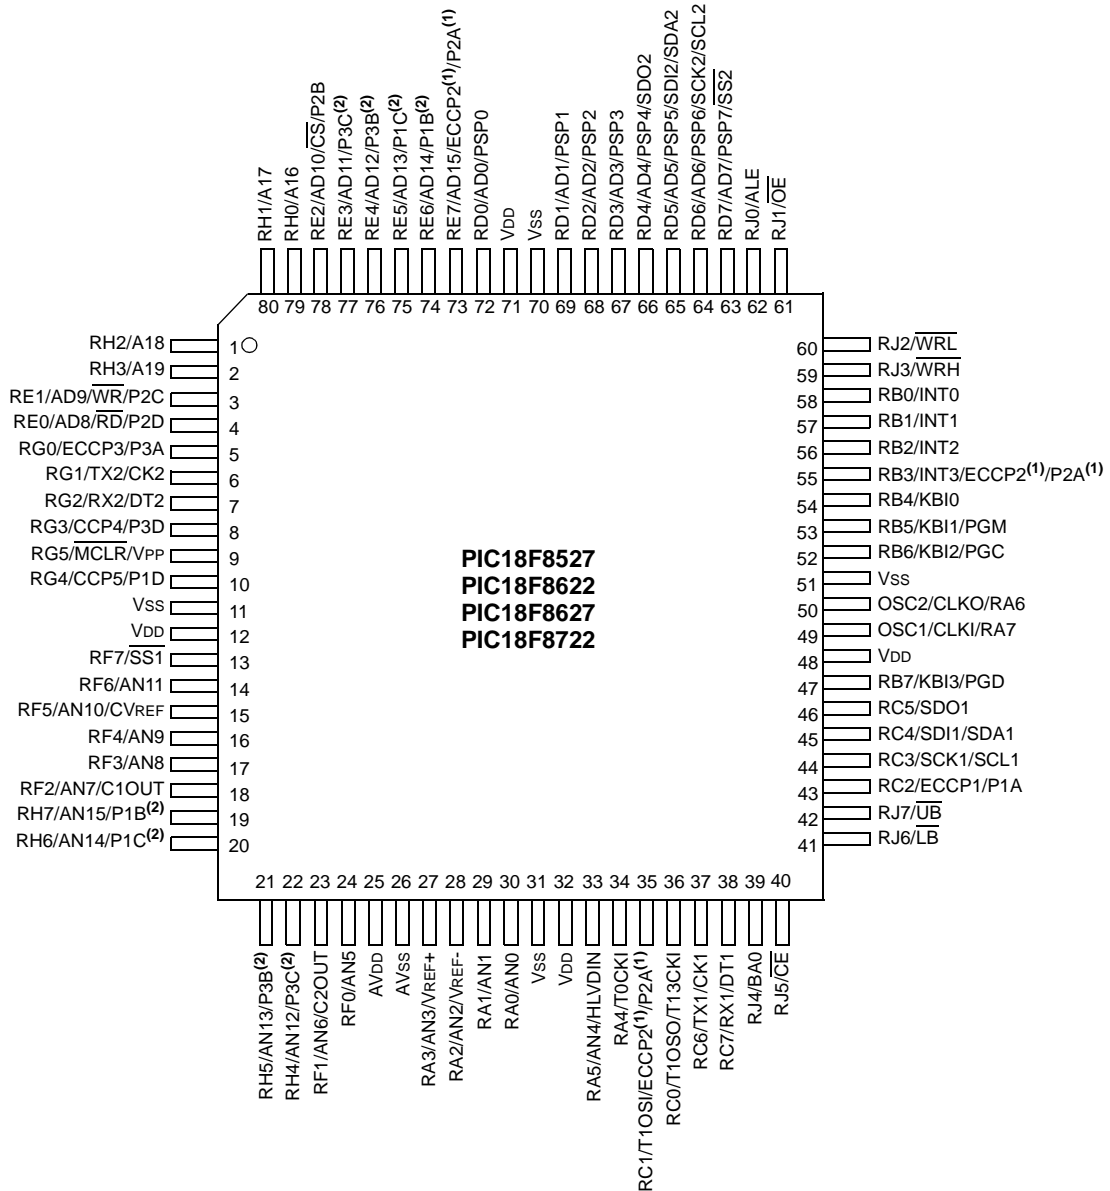 RH1/A17
RH0/A16
RE2/AD10/C̅S̅/P2B
RE3/AD11/P3C(2)
RE4/AD12/P3B(2)
RE5/AD13/P1C(2)
RE6/AD14/P1B(2)
RE7/AD15/ECCP2(1)/P2A(1)
RD0/AD0/PSP0
VDD
VSS
RD1/AD1/PSP1
RD2/AD2/PSP2
RD3/AD3/PSP3
RD4/AD4/PSP4/SDO2
RD5/AD5/PSP5/SDI2/SDA2
RD6/AD6/PSP6/SCK2/SCL2
RD7/AD7/PSP7/S̅S̅2̅
RJ0/ALE
RJ1/O̅E̅
80 79 78 77 76 75 74 73 72 71 70 69 68 67 66 65 64 63 62 61
RH2/A18 1
RH3/A19 2
RE1/AD9/W̅R̅/P2C 3
RE0/AD8/R̅D̅/P2D 4
RG0/ECCP3/P3A 5
RG1/TX2/CK2 6
RG2/RX2/DT2 7
RG3/CCP4/P3D 8
RG5/M̅C̅L̅R̅/VPP 9
RG4/CCP5/P1D 10
VSS 11
VDD 12
RF7/S̅S̅1̅ 13
RF6/AN11 14
RF5/AN10/CVREF 15
RF4/AN9 16
RF3/AN8 17
RF2/AN7/C1OUT 18
RH7/AN15/P1B(2) 19
RH6/AN14/P1C(2) 20
PIC18F8527
PIC18F8622
PIC18F8627
PIC18F8722
60 RJ2/W̅R̅L̅
59 RJ3/W̅R̅H̅
58 RB0/INT0
57 RB1/INT1
56 RB2/INT2
55 RB3/INT3/ECCP2(1)/P2A(1)
54 RB4/KBI0
53 RB5/KBI1/PGM
52 RB6/KBI2/PGC
51 VSS
50 OSC2/CLKO/RA6
49 OSC1/CLKI/RA7
48 VDD
47 RB7/KBI3/PGD
46 RC5/SDO1
45 RC4/SDI1/SDA1
44 RC3/SCK1/SCL1
43 RC2/ECCP1/P1A
42 RJ7/U̅B̅
41 RJ6/L̅B̅
21 22 23 24 25 26 27 28 29 30 31 32 33 34 35 36 37 38 39 40
RH5/AN13/P3B(2)
RH4/AN12/P3C(2)
RF1/AN6/C2OUT
RF0/AN5
AVDD
AVSS
RA3/AN3/VREF+
RA2/AN2/VREF-
RA1/AN1
RA0/AN0
VSS
VDD
RA5/AN4/HLVDIN
RA4/T0CKI
RC1/T1OSI/ECCP2(1)/P2A(1)
RC0/T1OSO/T13CKI
RC6/TX1/CK1
RC7/RX1/DT1
RJ4/BA0
RJ5/C̅E̅